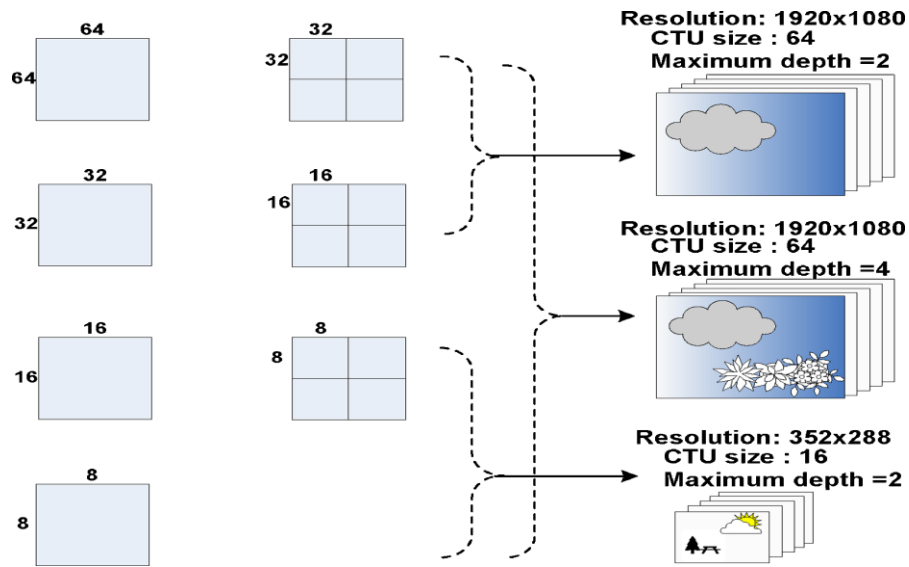 64
64
32
32
Resolution: 1920x1080
CTU size : 64
Maximum depth =2
32
32
16
16
Resolution: 1920x1080
CTU size : 64
Maximum depth =4
16
16
8
8
Resolution: 352x288
CTU size : 16
Maximum depth =2
8
8